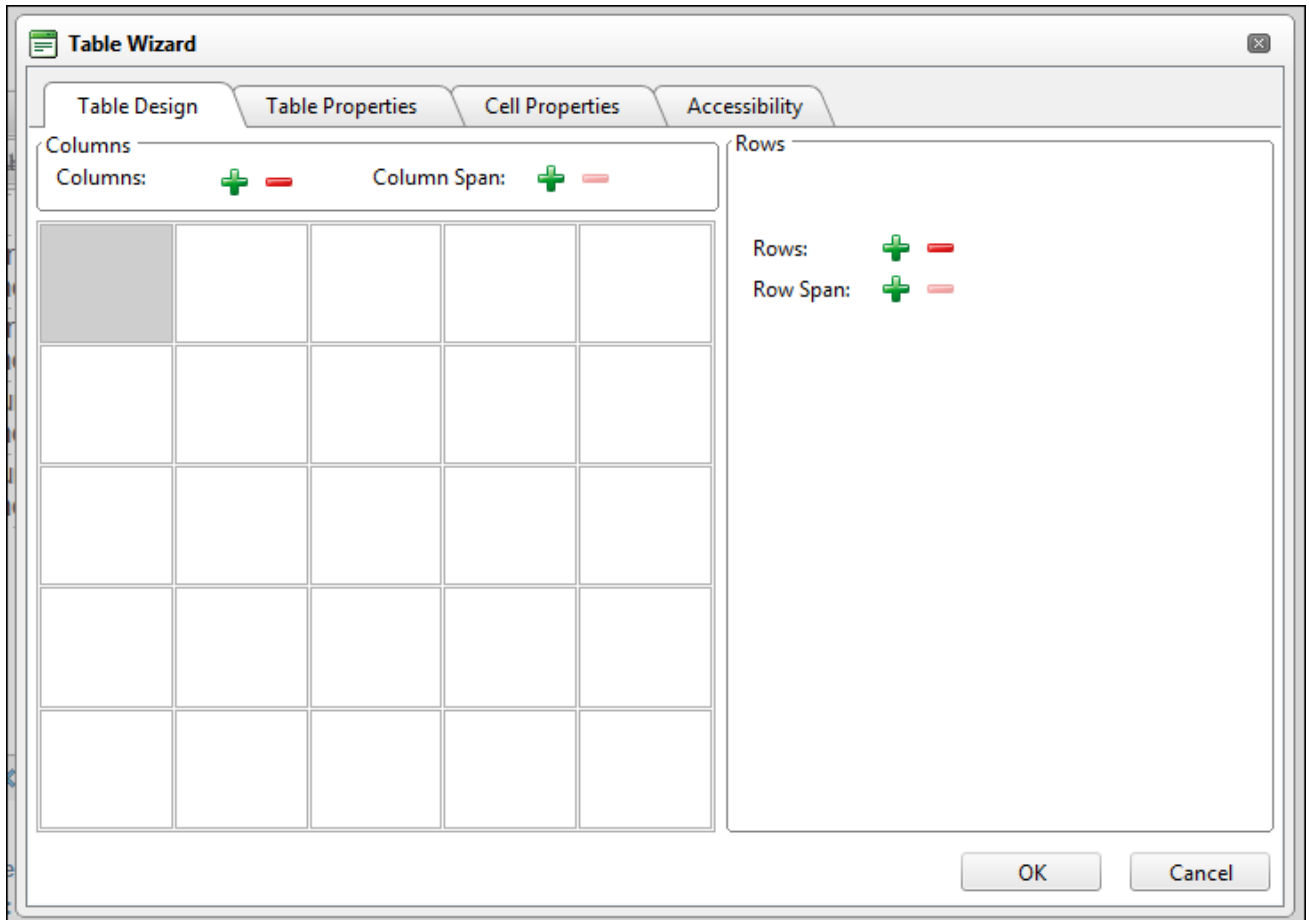 Table Wizard
Table Design Table Properties Cell Properties Accessibility
Columns
Columns: Column Span:
Rows
Rows:
Row Span:
OK Cancel